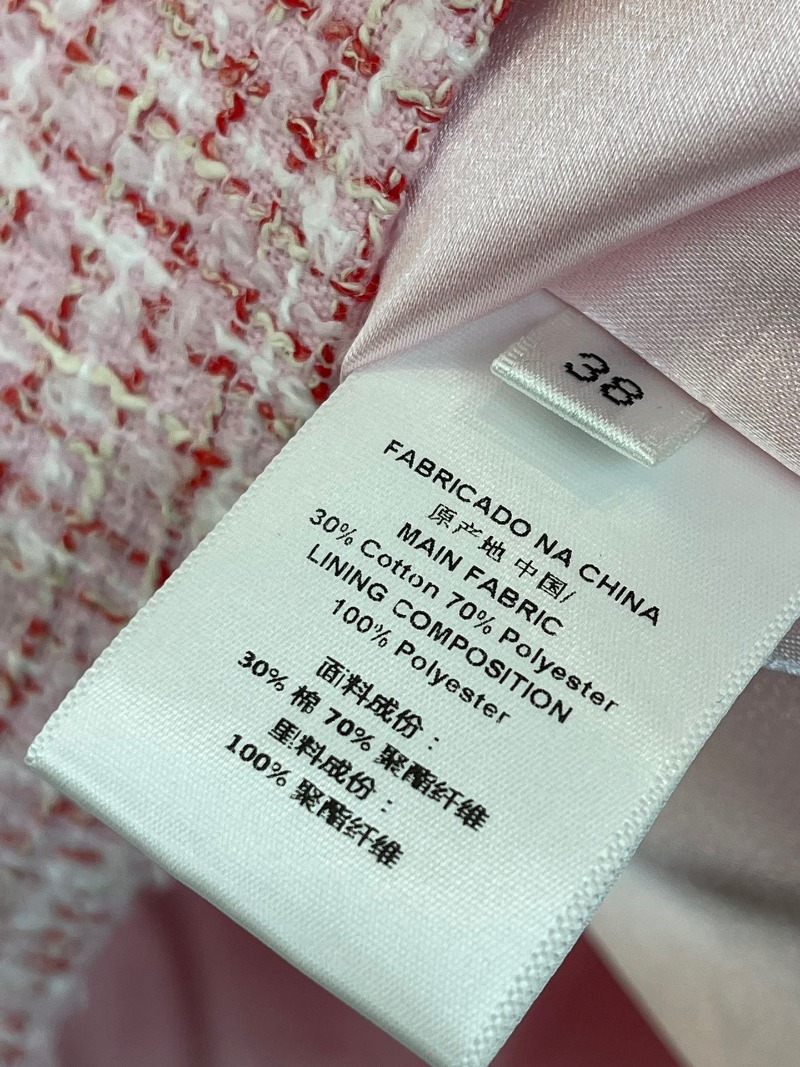 38
FABRICADO NA CHINA
原产地 中国/
MAIN FABRIC
30% Cotton 70% Polyester
LINING COMPOSITION
100% Polyester
面料成份：
30% 棉 70% 聚酯纤维
里料成份：
100% 聚酯纤维